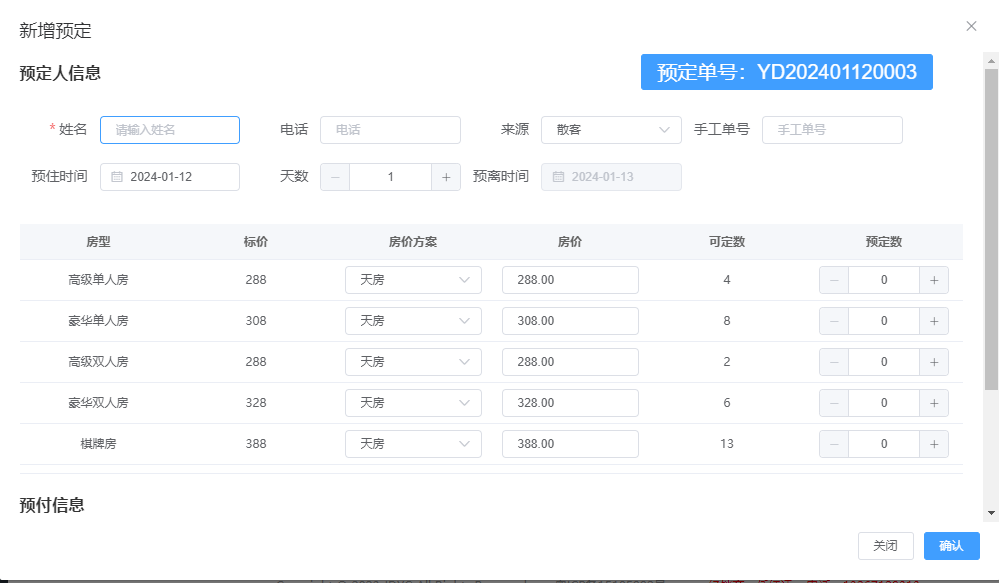 新增预定
预定人信息 预定单号：YD202401120003
*姓名 请输入姓名 电话 电话 来源 散客 手工单号 手工单号
预住时间 2024-01-12 天数 − 1 + 预离时间 2024-01-13
房型 标价 房价方案 房价 可定数 预定数
高级单人房 288 天房 288.00 4 − 0 +
豪华单人房 308 天房 308.00 8 − 0 +
高级双人房 288 天房 288.00 2 − 0 +
豪华双人房 328 天房 328.00 6 − 0 +
棋牌房 388 天房 388.00 13 − 0 +
预付信息
关闭 确认